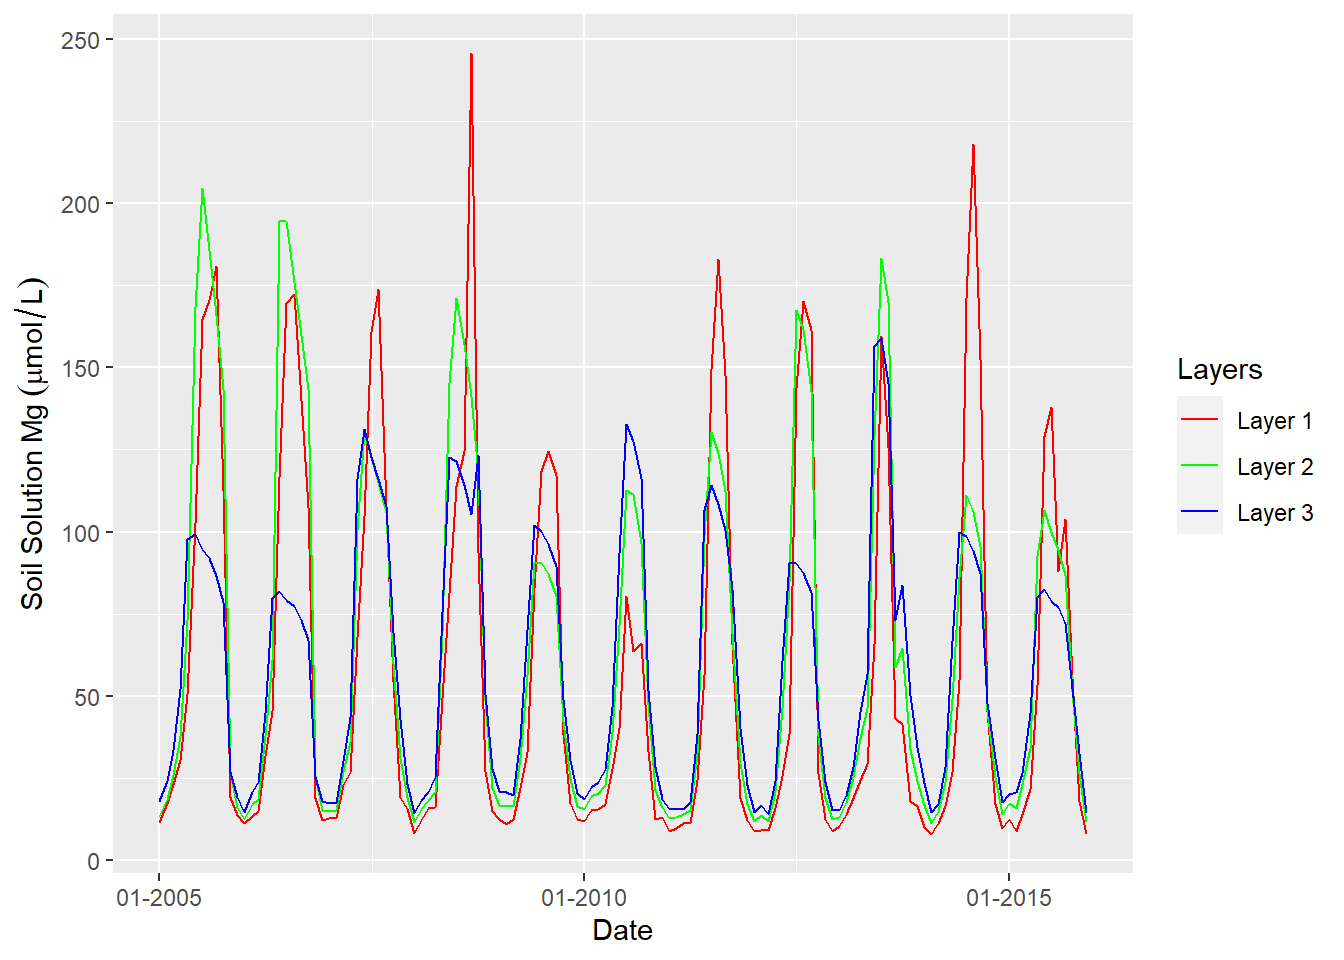 250
200
150
100
50
0
Soil Solution Mg (μmol/L)
01-2005
01-2010
01-2015
Date
Layers
Layer 1
Layer 2
Layer 3